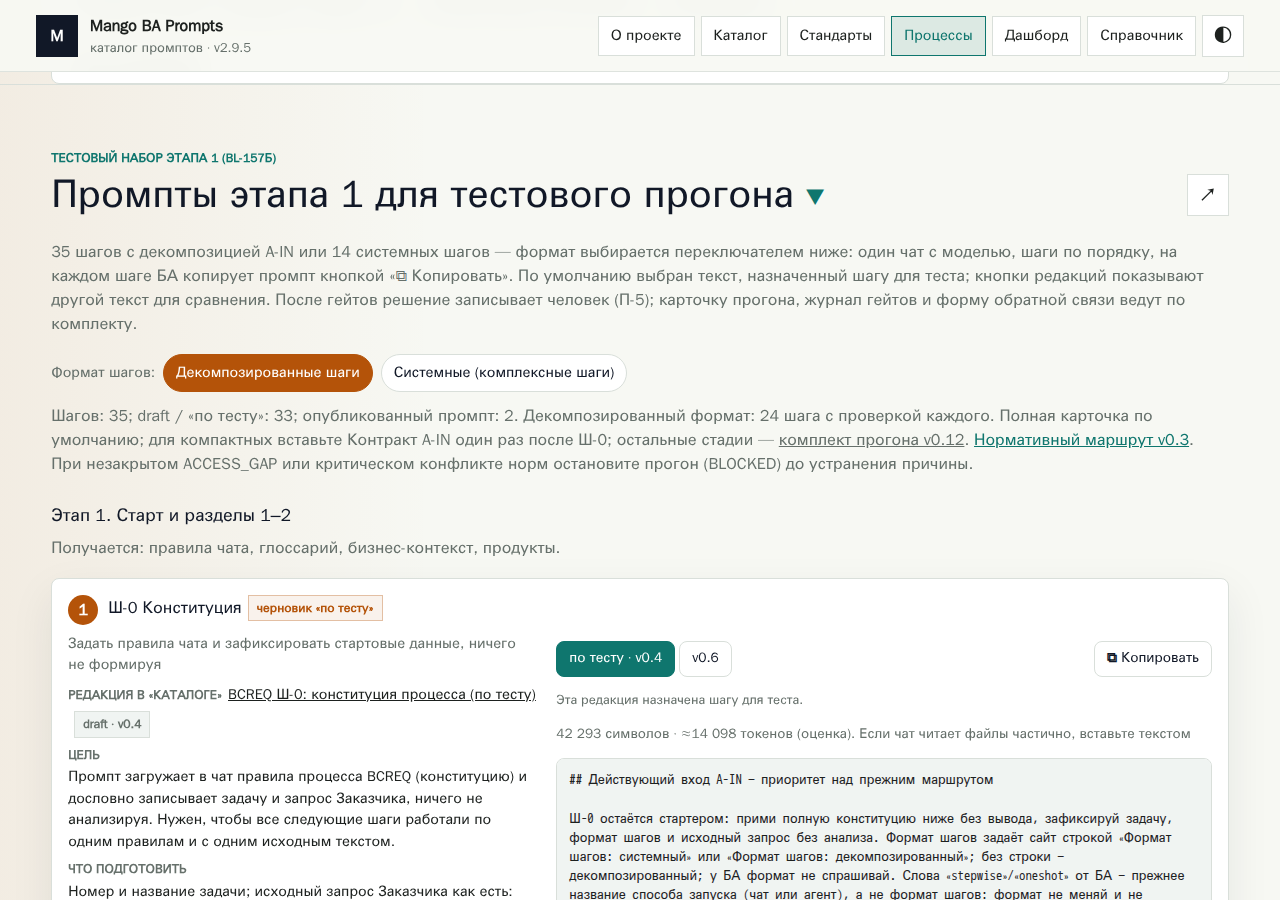 M
Mango BA Prompts
каталог промптов · v2.9.5
О проекте
Каталог
Стандарты
Процессы
Дашборд
Справочник
ТЕСТОВЫЙ НАБОР ЭТАПА 1 (BL-157Б)
Промпты этапа 1 для тестового прогона ▼
↗
35 шагов с декомпозицией A-IN или 14 системных шагов — формат выбирается переключателем ниже: один чат с моделью, шаги по порядку, на
каждом шаге БА копирует промпт кнопкой «⧉ Копировать». По умолчанию выбран текст, назначенный шагу для теста; кнопки редакций показывают
другой текст для сравнения. После гейтов решение записывает человек (П-5); карточку прогона, журнал гейтов и форму обратной связи ведут по
комплекту.
Формат шагов:
Декомпозированные шаги
Системные (комплексные шаги)
Шагов: 35; draft / «по тесту»: 33; опубликованный промпт: 2. Декомпозированный формат: 24 шага с проверкой каждого. Полная карточка по
умолчанию; для компактных вставьте Контракт A-IN один раз после Ш-0; остальные стадии — комплект прогона v0.12. Нормативный маршрут v0.3.
При незакрытом ACCESS_GAP или критическом конфликте норм остановите прогон (BLOCKED) до устранения причины.
Этап 1. Старт и разделы 1–2
Получается: правила чата, глоссарий, бизнес-контекст, продукты.
1
Ш-0 Конституция
черновик «по тесту»
Задать правила чата и зафиксировать стартовые данные, ничего
не формируя
РЕДАКЦИЯ В «КАТАЛОГЕ» BCREQ Ш-0: конституция процесса (по тесту)
draft · v0.4
ЦЕЛЬ
Промпт загружает в чат правила процесса BCREQ (конституцию) и
дословно записывает задачу и запрос Заказчика, ничего не
анализируя. Нужен, чтобы все следующие шаги работали по
одним правилам и с одним исходным текстом.
ЧТО ПОДГОТОВИТЬ
Номер и название задачи; исходный запрос Заказчика как есть:
по тесту · v0.4
v0.6
⧉ Копировать
Эта редакция назначена шагу для теста.
42 293 символов · ≈14 098 токенов (оценка). Если чат читает файлы частично, вставьте текстом
## Действующий вход A-IN — приоритет над прежним маршрутом
Ш-0 остаётся стартером: прими полную конституцию ниже без вывода, зафиксируй задачу,
формат шагов и исходный запрос без анализа. Формат шагов задаёт сайт строкой «Формат
шагов: системный» или «Формат шагов: декомпозированный»; без строки —
декомпозированный; у БА формат не спрашивай. Слова «stepwise»/«oneshot» от БА — прежнее
название способа запуска (чат или агент), а не формат шагов: формат не меняй и не